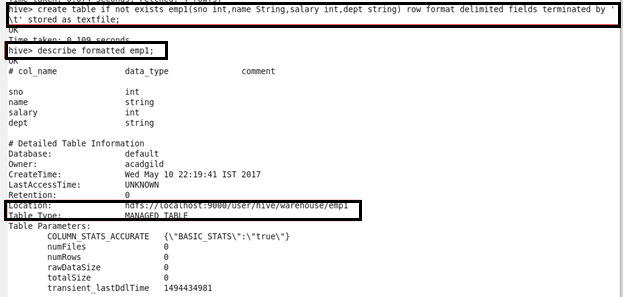 hive> create table if not exists emp1(sno int,name String,salary int,dept string) row format delimited fields terminated by '
\t' stored as textfile;
OK
Time taken: 0.109 seconds
hive> describe formatted emp1;
OK
# col_name data_type comment
sno int
name string
salary int
dept string
# Detailed Table Information
Database: default
Owner: acadgild
CreateTime: Wed May 10 22:19:41 IST 2017
LastAccessTime: UNKNOWN
Retention: 0
Location: hdfs://localhost:9000/user/hive/warehouse/emp1
Table Type: MANAGED_TABLE
Table Parameters:
COLUMN_STATS_ACCURATE {\"BASIC_STATS\":\"true\"}
numFiles 0
numRows 0
rawDataSize 0
totalSize 0
transient_lastDdlTime 1494434981